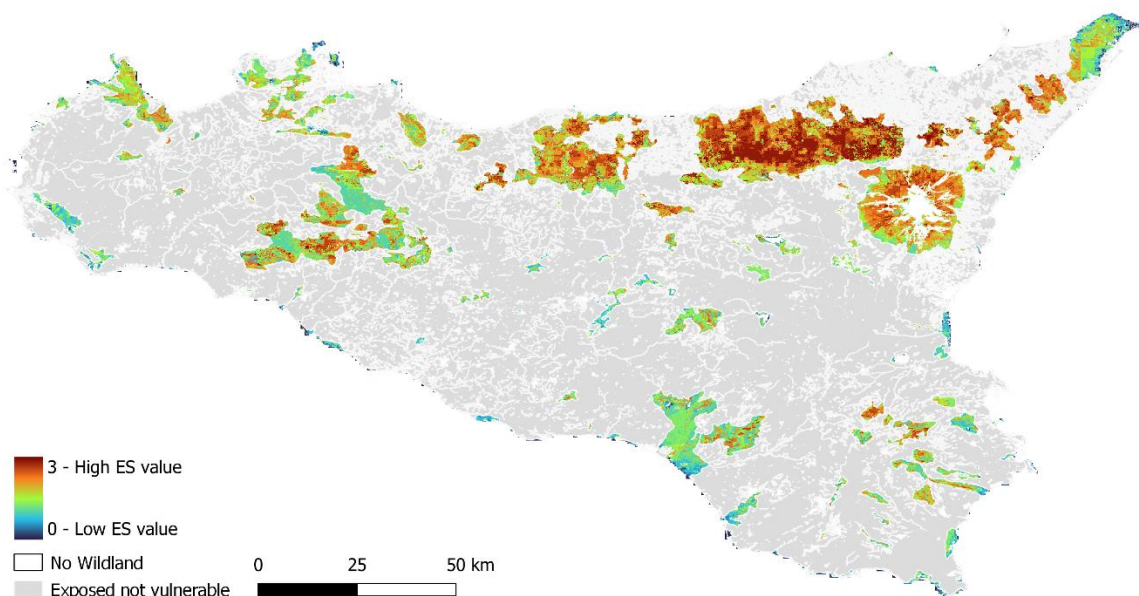 3 - High ES value
0 - Low ES value
No Wildland
Exposed not vulnerable
0 25 50 km